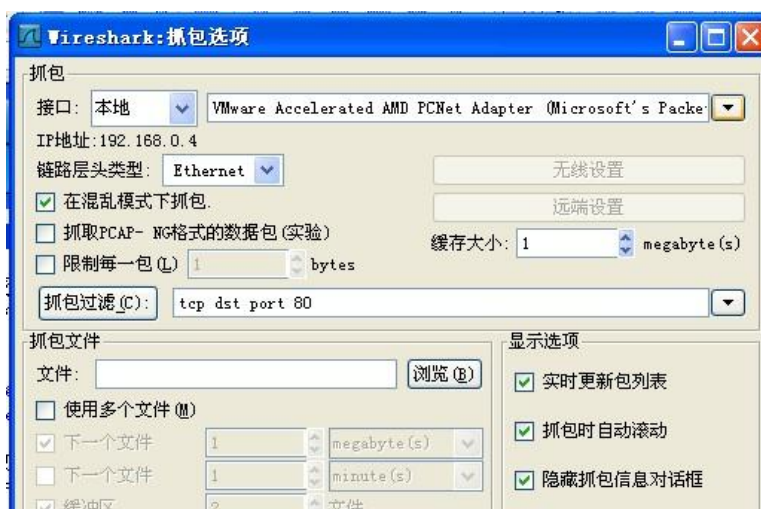 Wireshark:抓包选项
抓包
接口: 本地 VMware Accelerated AMD PCNet Adapter (Microsoft's Packe
IP地址:192.168.0.4
链路层头类型: Ethernet 无线设置
在混乱模式下抓包. 远端设置
抓取PCAP- NG格式的数据包(实验) 缓存大小: 1 megabyte(s)
限制每一包(L) 1 bytes
抓包过滤(C): tcp dst port 80
抓包文件 显示选项
文件: 浏览(B) 实时更新包列表
使用多个文件(M)
下一个文件 1 megabyte(s) 抓包时自动滚动
下一个文件 1 minute(s) 隐藏抓包信息对话框
缓冲区 2 文件